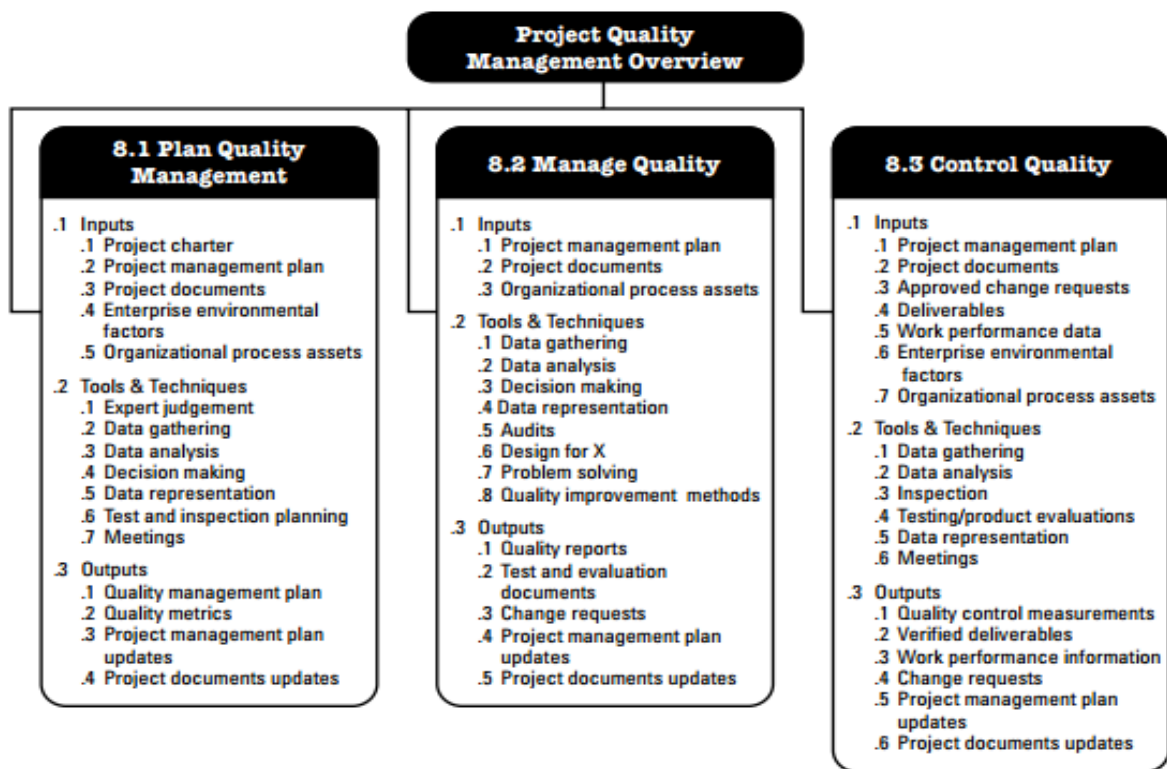 Project Quality
Management Overview
8.1 Plan Quality
Management
.1 Inputs
.1 Project charter
.2 Project management plan
.3 Project documents
.4 Enterprise environmental
factors
.5 Organizational process assets
.2 Tools & Techniques
.1 Expert judgement
.2 Data gathering
.3 Data analysis
.4 Decision making
.5 Data representation
.6 Test and inspection planning
.7 Meetings
.3 Outputs
.1 Quality management plan
.2 Quality metrics
.3 Project management plan
updates
.4 Project documents updates
8.2 Manage Quality
.1 Inputs
.1 Project management plan
.2 Project documents
.3 Organizational process assets
.2 Tools & Techniques
.1 Data gathering
.2 Data analysis
.3 Decision making
.4 Data representation
.5 Audits
.6 Design for X
.7 Problem solving
.8 Quality improvement methods
.3 Outputs
.1 Quality reports
.2 Test and evaluation
documents
.3 Change requests
.4 Project management plan
updates
.5 Project documents updates
8.3 Control Quality
.1 Inputs
.1 Project management plan
.2 Project documents
.3 Approved change requests
.4 Deliverables
.5 Work performance data
.6 Enterprise environmental
factors
.7 Organizational process assets
.2 Tools & Techniques
.1 Data gathering
.2 Data analysis
.3 Inspection
.4 Testing/product evaluations
.5 Data representation
.6 Meetings
.3 Outputs
.1 Quality control measurements
.2 Verified deliverables
.3 Work performance information
.4 Change requests
.5 Project management plan
updates
.6 Project documents updates